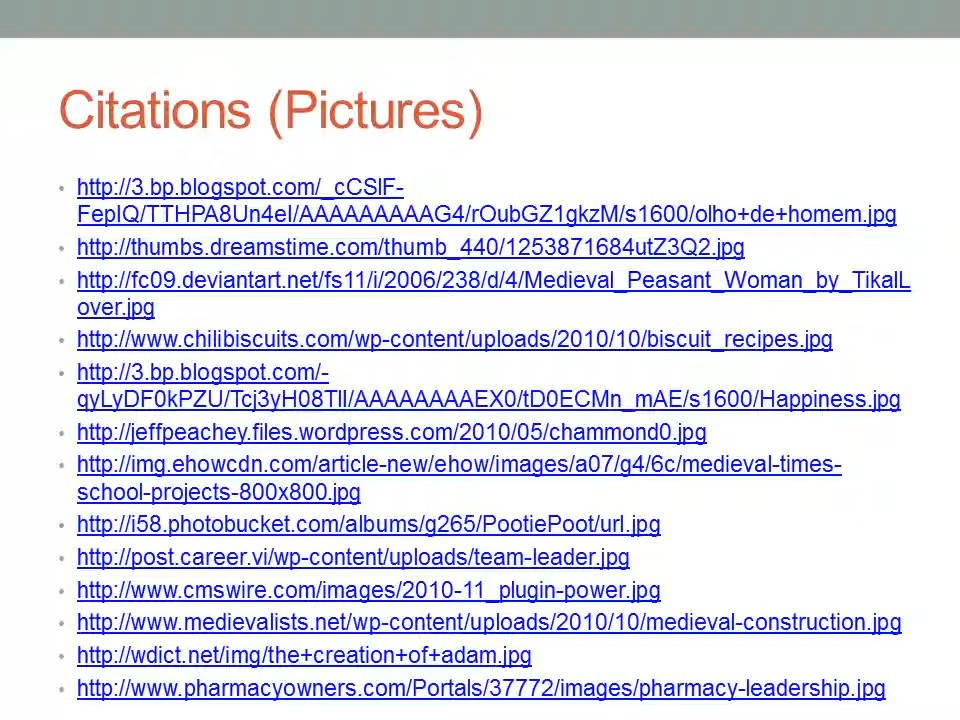 Citations (Pictures)
• http://3.bp.blogspot.com/_cCSlF-
FepIQ/TTHPA8Un4eI/AAAAAAAAAG4/rOubGZ1gkzM/s1600/olho+de+homem.jpg
• http://thumbs.dreamstime.com/thumb_440/1253871684utZ3Q2.jpg
• http://fc09.deviantart.net/fs11/i/2006/238/d/4/Medieval_Peasant_Woman_by_TikalL
over.jpg
• http://www.chilibiscuits.com/wp-content/uploads/2010/10/biscuit_recipes.jpg
• http://3.bp.blogspot.com/-
qyLyDF0kPZU/Tcj3yH08TlI/AAAAAAAAEX0/tD0ECMn_mAE/s1600/Happiness.jpg
• http://jeffpeachey.files.wordpress.com/2010/05/chammond0.jpg
• http://img.ehowcdn.com/article-new/ehow/images/a07/g4/6c/medieval-times-
school-projects-800x800.jpg
• http://i58.photobucket.com/albums/g265/PootiePoot/url.jpg
• http://post.career.vi/wp-content/uploads/team-leader.jpg
• http://www.cmswire.com/images/2010-11_plugin-power.jpg
• http://www.medievalists.net/wp-content/uploads/2010/10/medieval-construction.jpg
• http://wdict.net/img/the+creation+of+adam.jpg
• http://www.pharmacyowners.com/Portals/37772/images/pharmacy-leadership.jpg